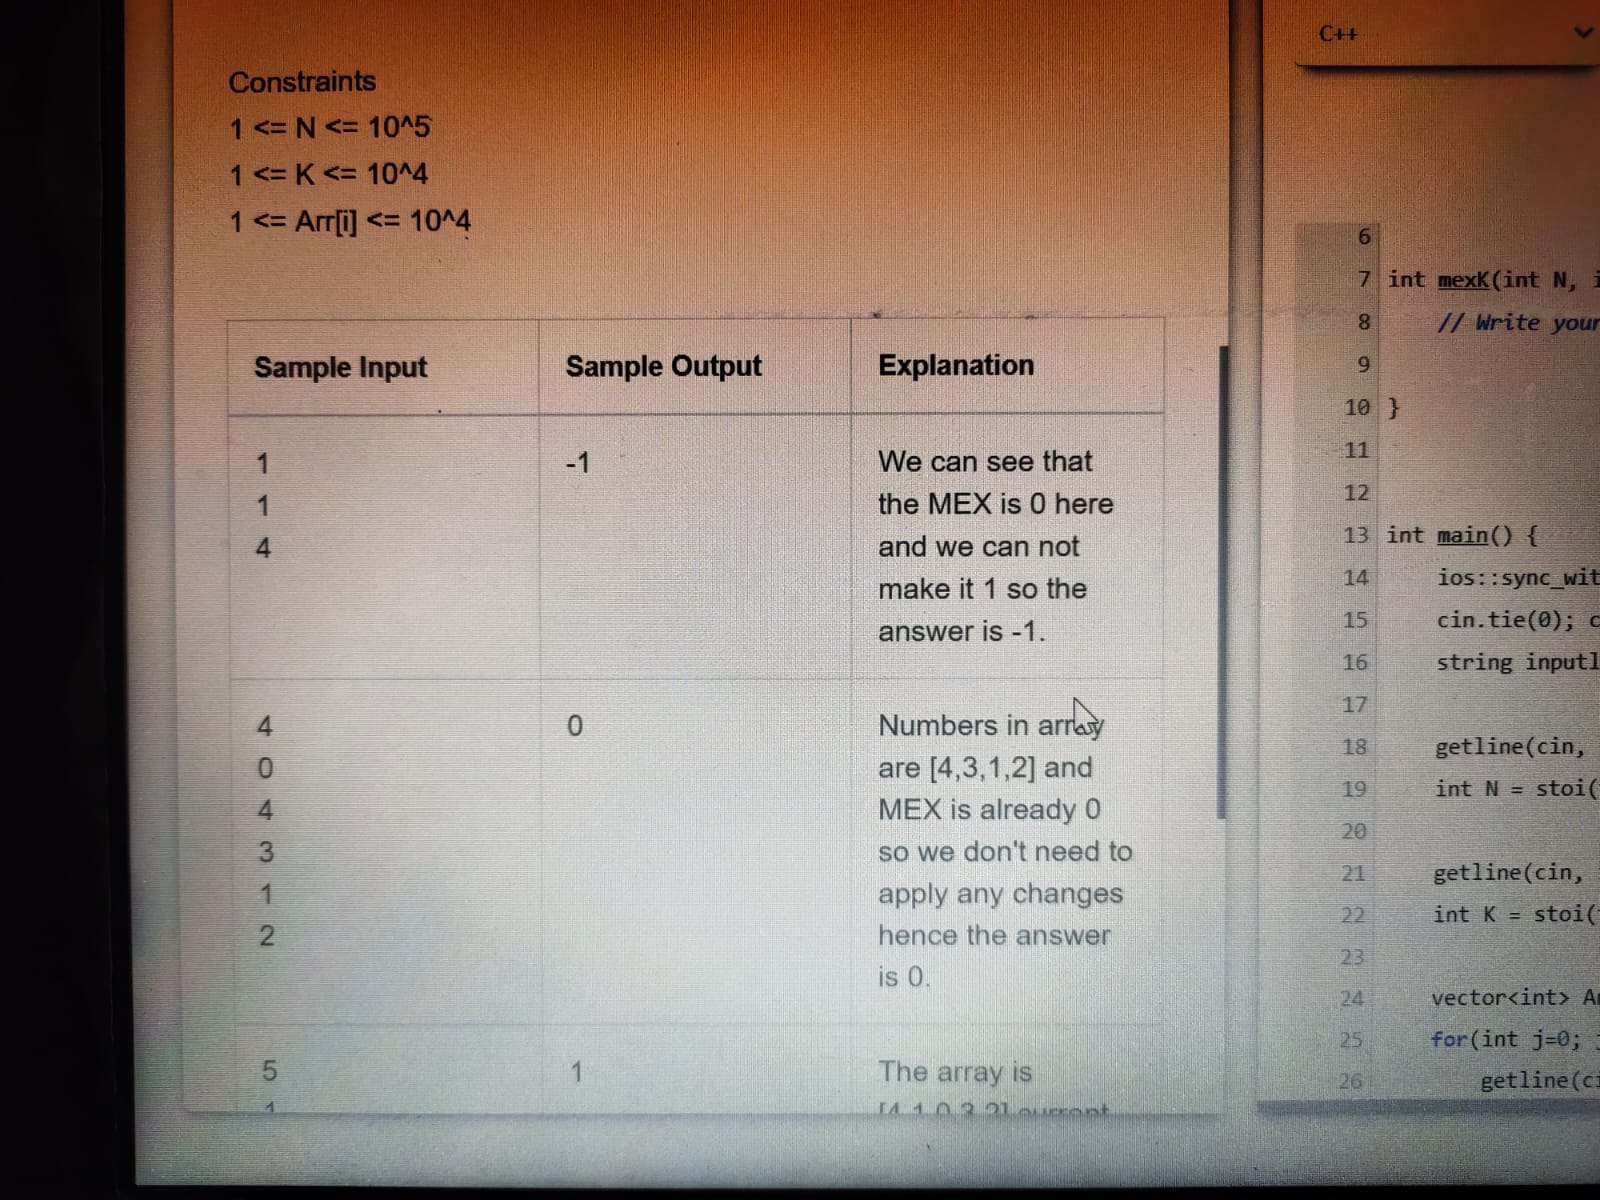 Constraints
1 <= N <= 10^5
1 <= K <= 10^4
1 <= Arr[i] <= 10^4
Sample Input
Sample Output
Explanation
1
1
4
-1
We can see that
the MEX is 0 here
and we can not
make it 1 so the
answer is -1.
4
0
4
3
1
2
0
Numbers in array
are [4,3,1,2] and
MEX is already 0
so we don't need to
apply any changes
hence the answer
is 0.
5
1
1
The array is
C++
6
7 int mexK(int N,
8 // Write your
9
10 }
11
12
13 int main() {
14 ios::sync_wit
15 cin.tie(0);
16 string inputl
17
18 getline(cin,
19 int N = stoi(
20
21 getline(cin,
22 int K = stoi(
23
24 vector<int>
25 for(int j=0;
26 getline(ci